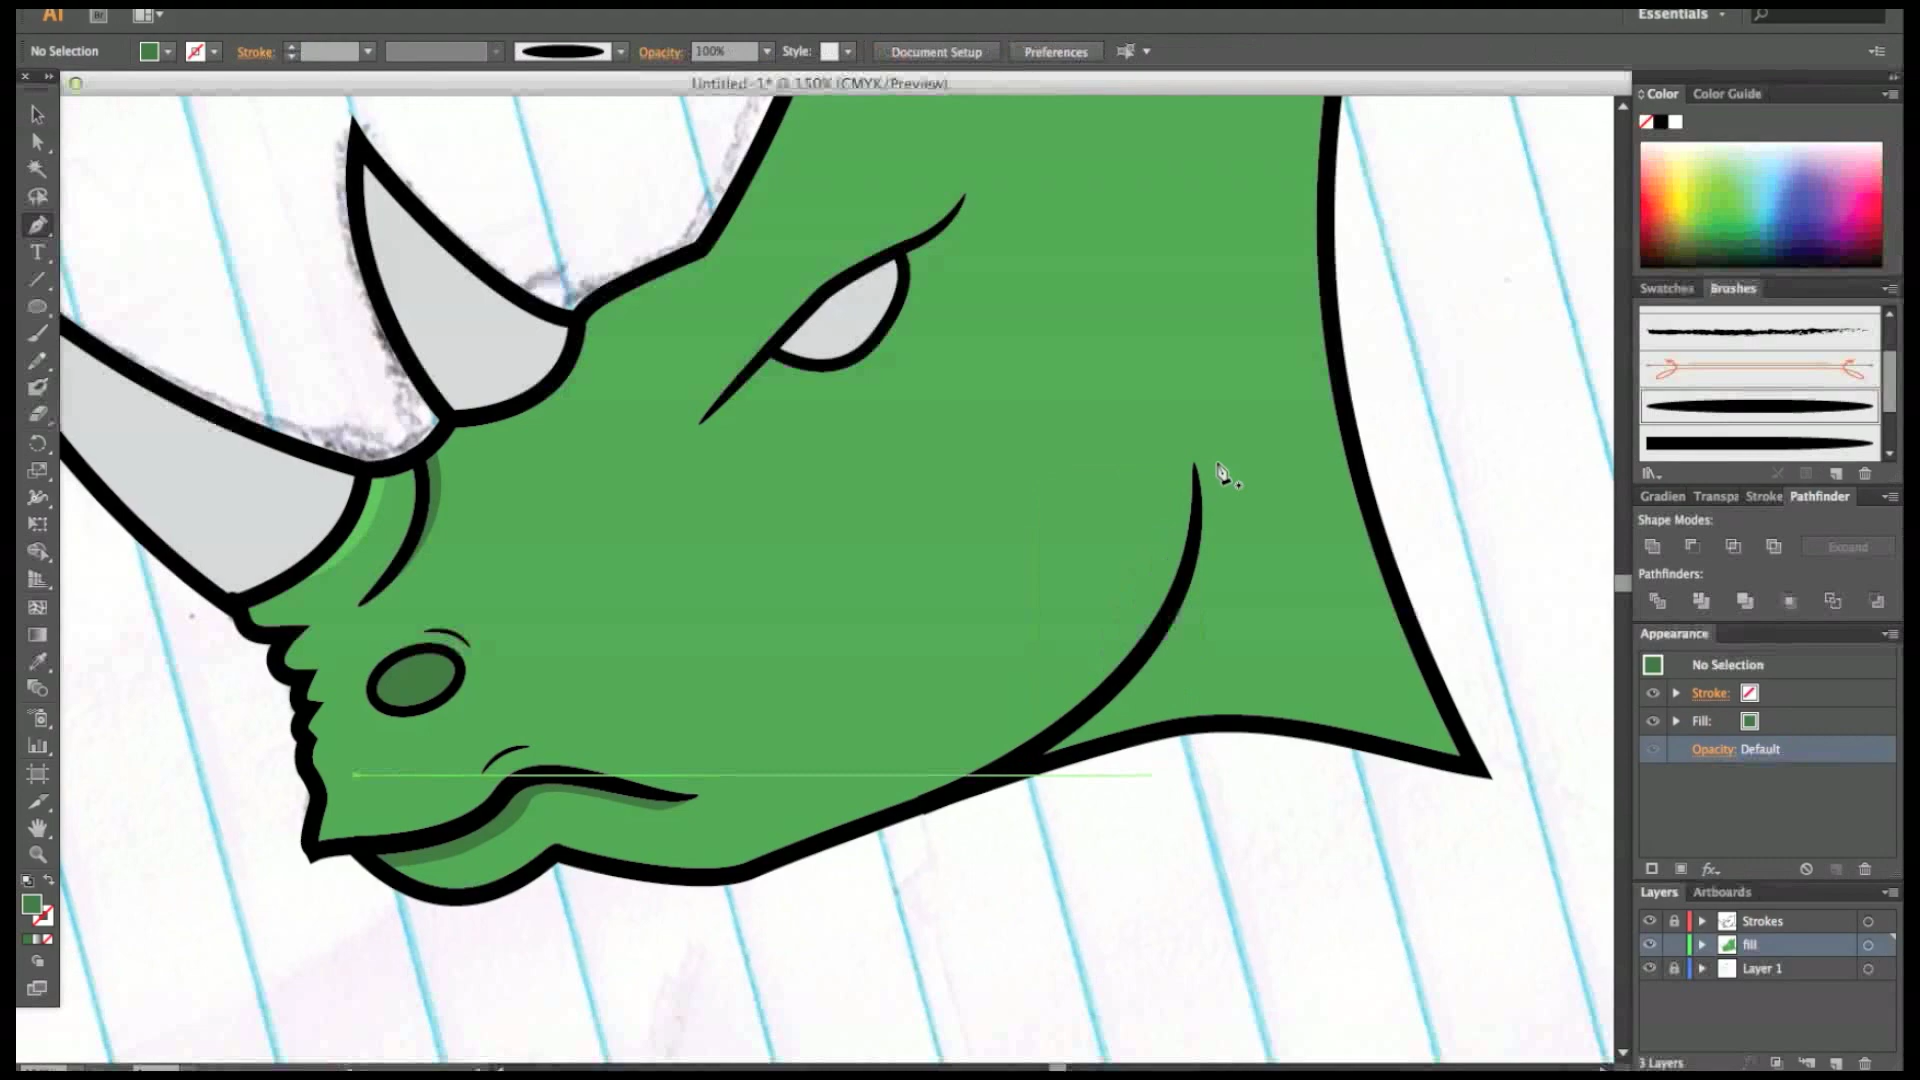 Ai Br Essentials
No Selection Stroke: Opacity: 100% Style: Document Setup Preferences
Untitled-1* @ 150% (CMYK/Preview)
Color Color Guide
Swatches Brushes
Gradien Transpa Stroke Pathfinder
Shape Modes:
Expand
Pathfinders:
Appearance
No Selection
Stroke:
Fill:
Opacity: Default
fx
Layers Artboards
Strokes
fill
Layer 1
3 Layers